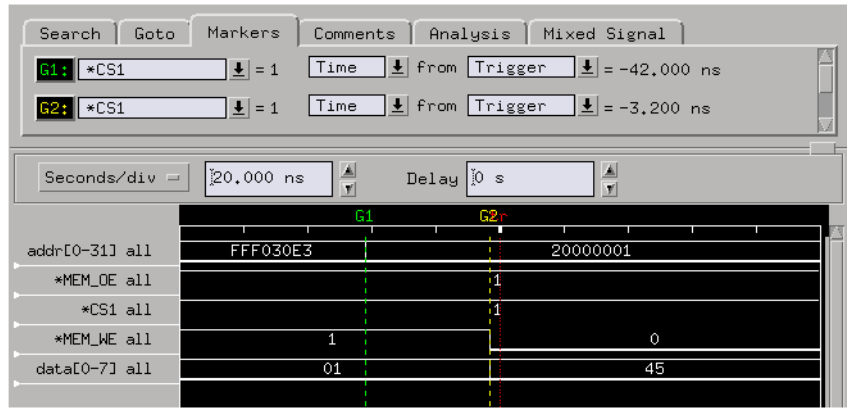 Search Goto Markers Comments Analysis Mixed Signal
G1: *CS1 = 1 Time from Trigger = -42.000 ns
G2: *CS1 = 1 Time from Trigger = -3.200 ns
Seconds/div 20.000 ns Delay 0 s
G1 G2 r
addr[0-31] all FFF030E3 20000001
*MEM_OE all 1
*CS1 all 1
*MEM_WE all 1 0
data[0-7] all 01 45